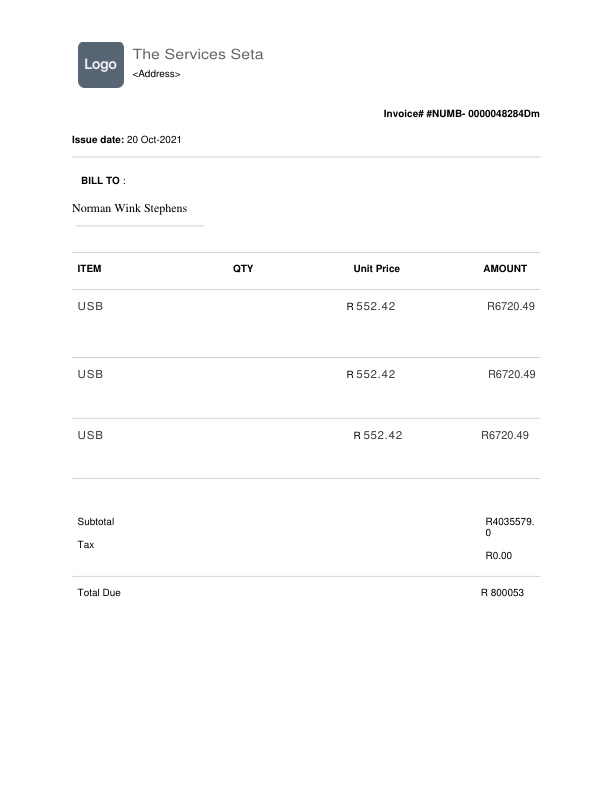 Logo
The Services Seta
<Address>
Invoice# #NUMB- 0000048284Dm
Issue date: 20 Oct-2021
BILL TO :
Norman Wink Stephens
ITEM QTY Unit Price AMOUNT
USB R 552.42 R6720.49
USB R 552.42 R6720.49
USB R 552.42 R6720.49
Subtotal R4035579.
0
Tax
R0.00
Total Due R 800053